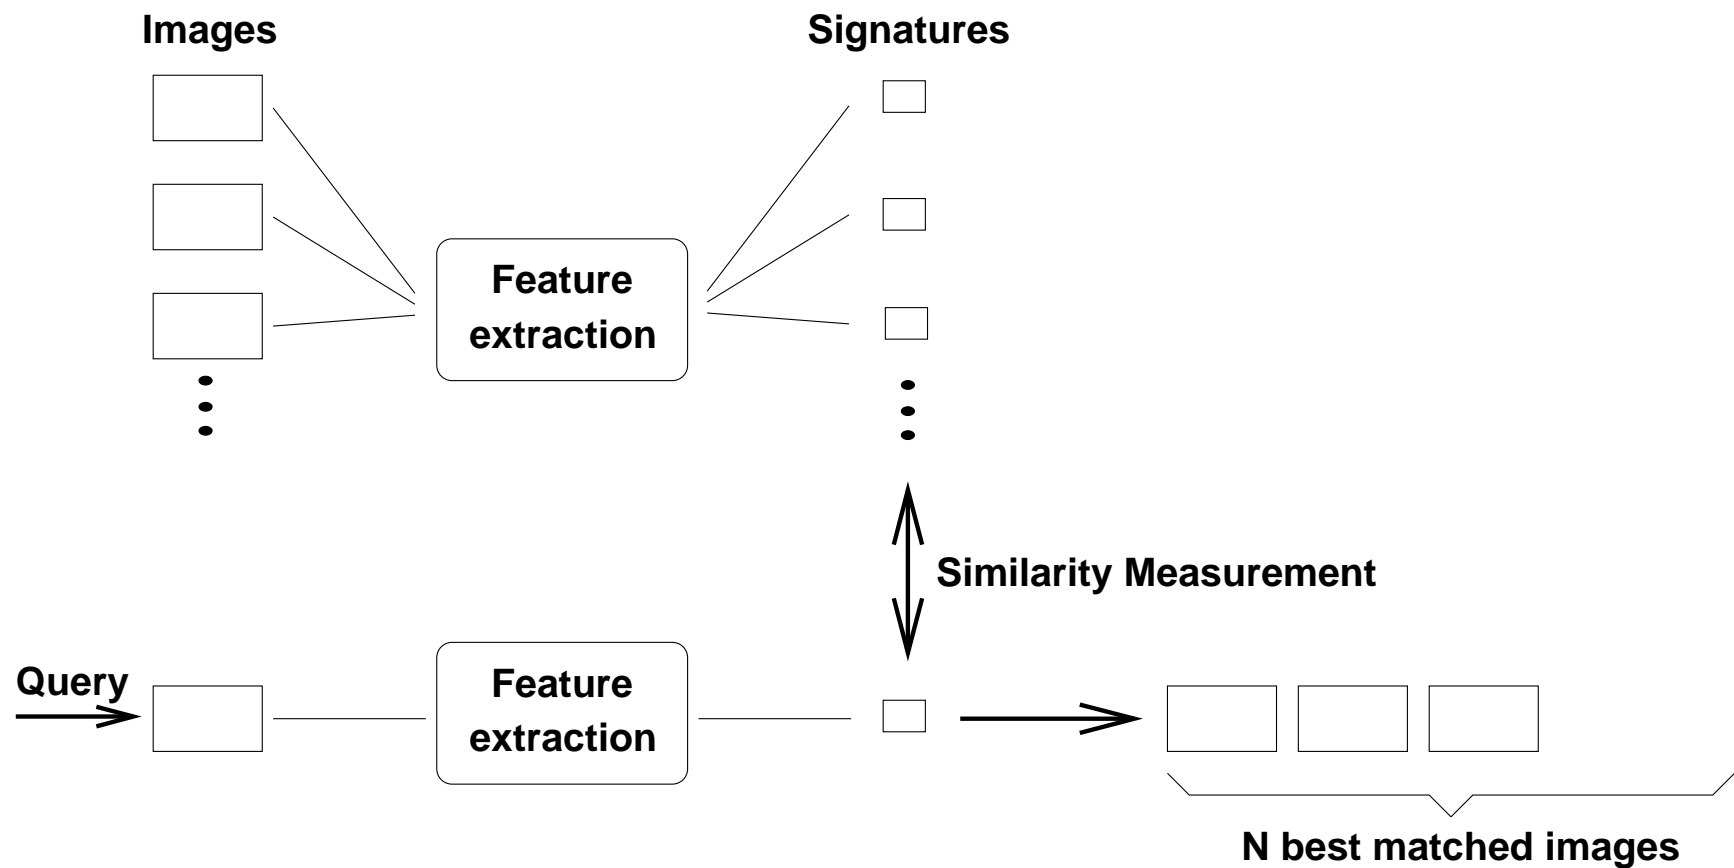 Images
Signatures
Feature
extraction
Similarity Measurement
Query
Feature
extraction
N best matched images